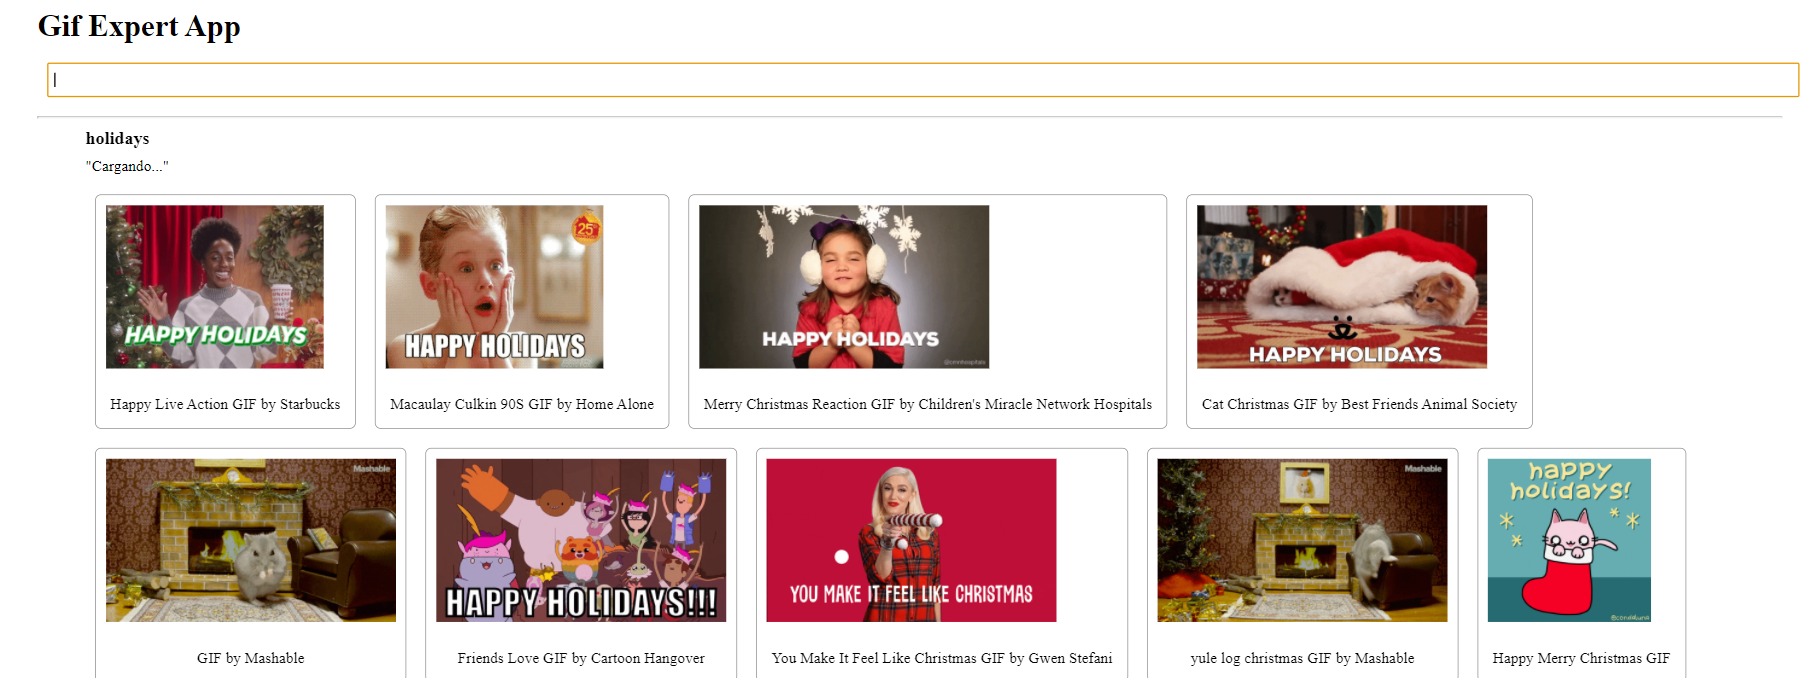 Gif Expert App
holidays
"Cargando..."
HAPPY HOLIDAYS
25
HAPPY HOLIDAYS
HAPPY HOLIDAYS
HAPPY HOLIDAYS
Happy Live Action GIF by Starbucks
Macaulay Culkin 90S GIF by Home Alone
Merry Christmas Reaction GIF by Children's Miracle Network Hospitals
Cat Christmas GIF by Best Friends Animal Society
Mashable
HAPPY HOLIDAYS!!!
YOU MAKE IT FEEL LIKE CHRISTMAS
Mashable
happy
holidays!
GIF by Mashable
Friends Love GIF by Cartoon Hangover
You Make It Feel Like Christmas GIF by Gwen Stefani
yule log christmas GIF by Mashable
Happy Merry Christmas GIF